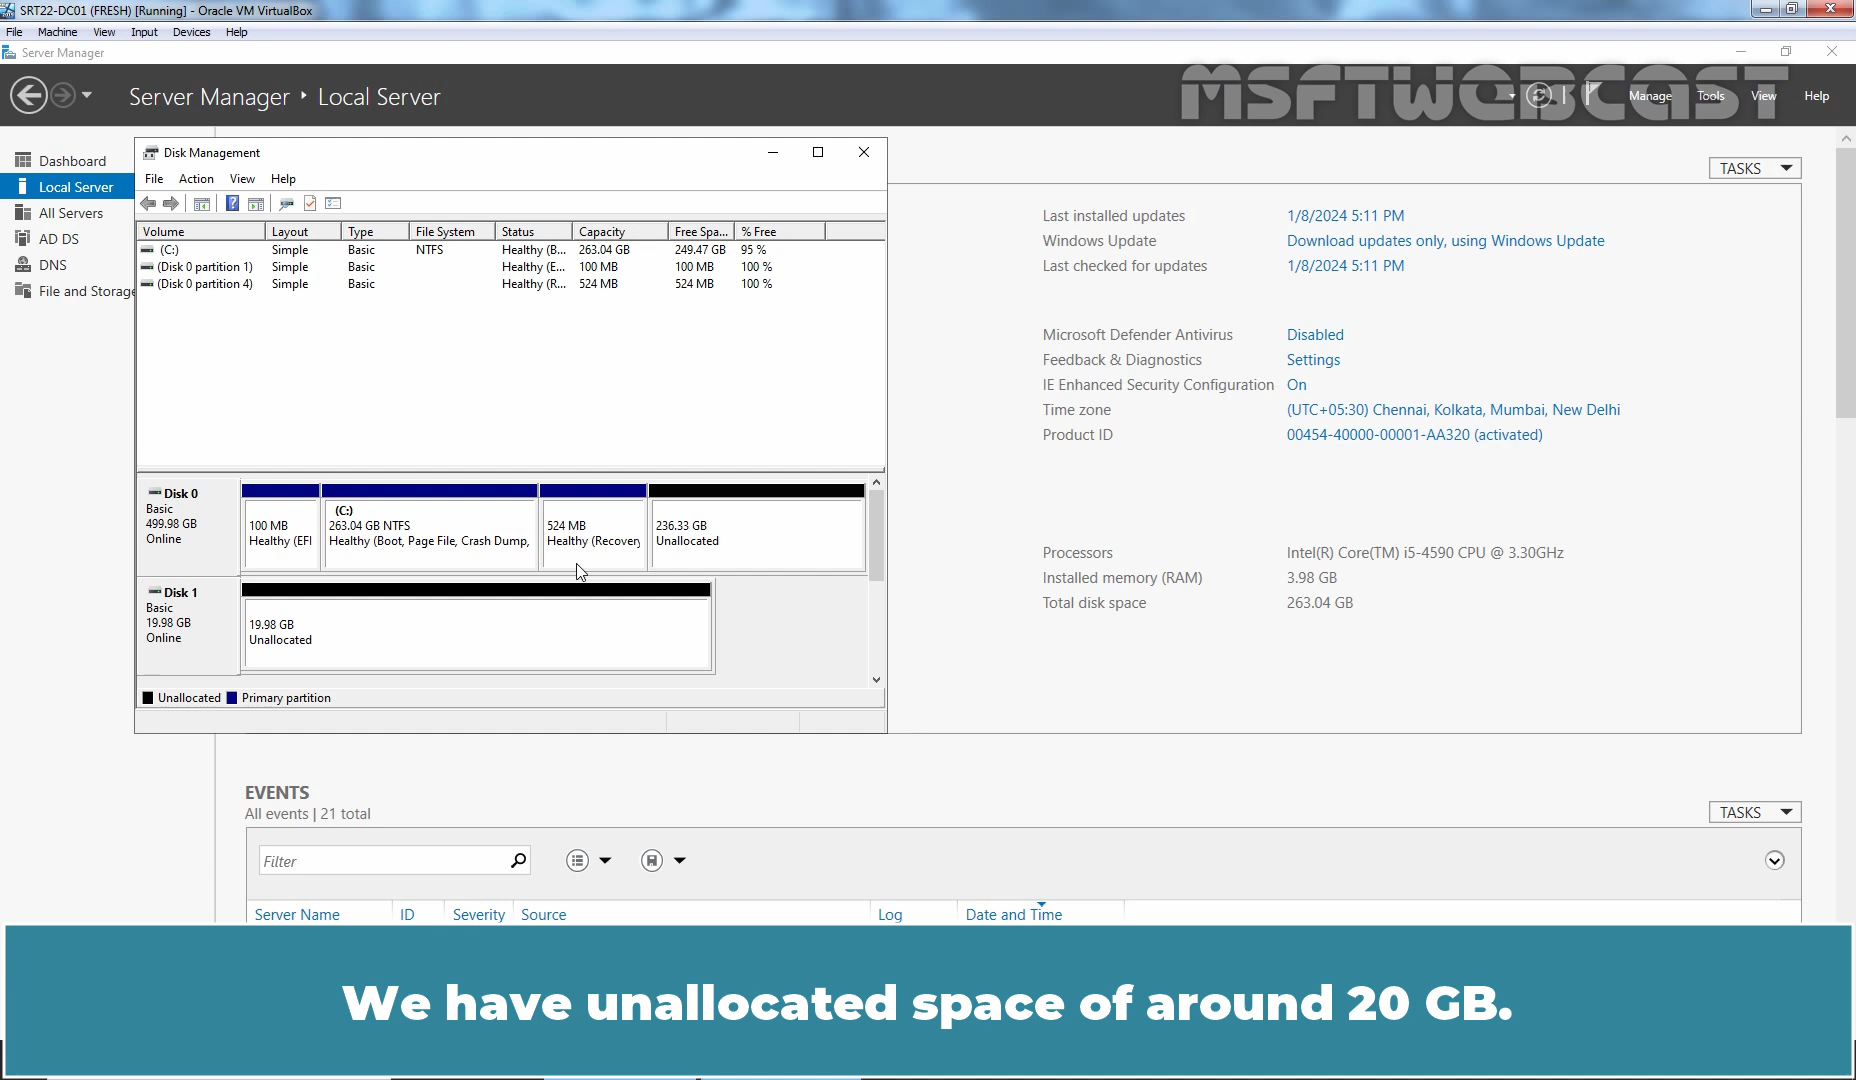 SRT22-DC01 (FRESH) [Running] - Oracle VM VirtualBox
File Machine View Input Devices Help
Server Manager
Server Manager ‣ Local Server
MSFTWEBCAST
Manage Tools View Help
Dashboard
Local Server
All Servers
AD DS
DNS
File and Storage
Disk Management
File Action View Help
Volume Layout Type File System Status Capacity Free Spa... % Free
(C:) Simple Basic NTFS Healthy (B... 263.04 GB 249.47 GB 95 %
(Disk 0 partition 1) Simple Basic Healthy (E... 100 MB 100 MB 100 %
(Disk 0 partition 4) Simple Basic Healthy (R... 524 MB 524 MB 100 %
Disk 0
Basic
499.98 GB
Online
100 MB
Healthy (EFI
(C:)
263.04 GB NTFS
Healthy (Boot, Page File, Crash Dump,
524 MB
Healthy (Recovery
236.33 GB
Unallocated
Disk 1
Basic
19.98 GB
Online
19.98 GB
Unallocated
Unallocated Primary partition
TASKS
Last installed updates 1/8/2024 5:11 PM
Windows Update Download updates only, using Windows Update
Last checked for updates 1/8/2024 5:11 PM
Microsoft Defender Antivirus Disabled
Feedback & Diagnostics Settings
IE Enhanced Security Configuration On
Time zone (UTC+05:30) Chennai, Kolkata, Mumbai, New Delhi
Product ID 00454-40000-00001-AA320 (activated)
Processors Intel(R) Core(TM) i5-4590 CPU @ 3.30GHz
Installed memory (RAM) 3.98 GB
Total disk space 263.04 GB
EVENTS
All events | 21 total
TASKS
Filter
Server Name ID Severity Source Log Date and Time
We have unallocated space of around 20 GB.